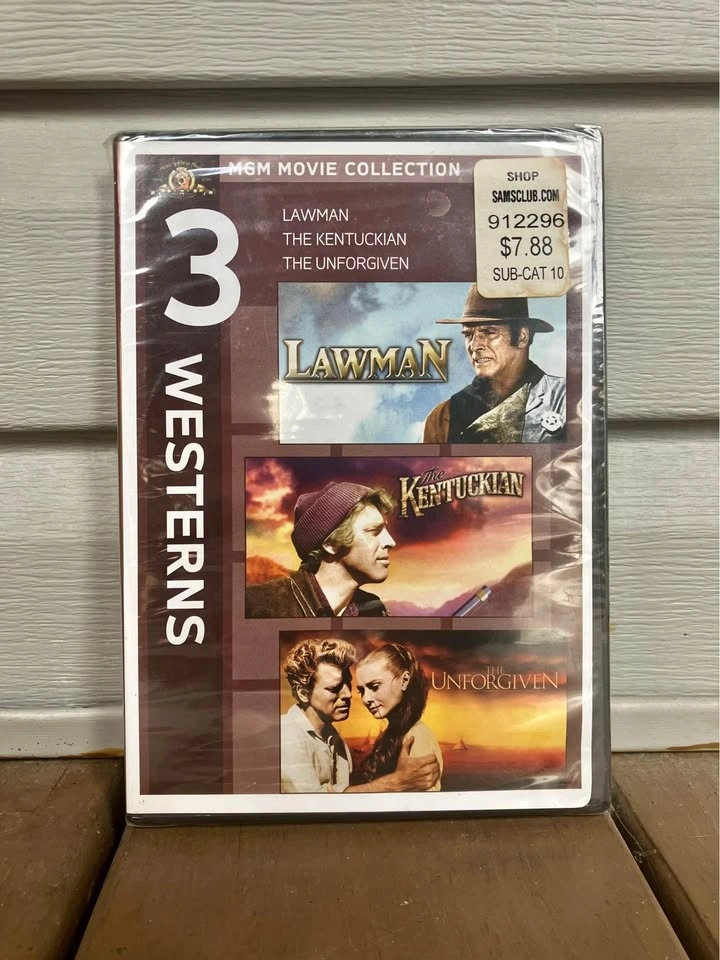 MGM MOVIE COLLECTION
3 WESTERNS
LAWMAN
THE KENTUCKIAN
THE UNFORGIVEN
SHOP
SAMSCLUB.COM
912296
$7.88
SUB-CAT 10
LAWMAN
The
KENTUCKIAN
THE
UNFORGIVEN